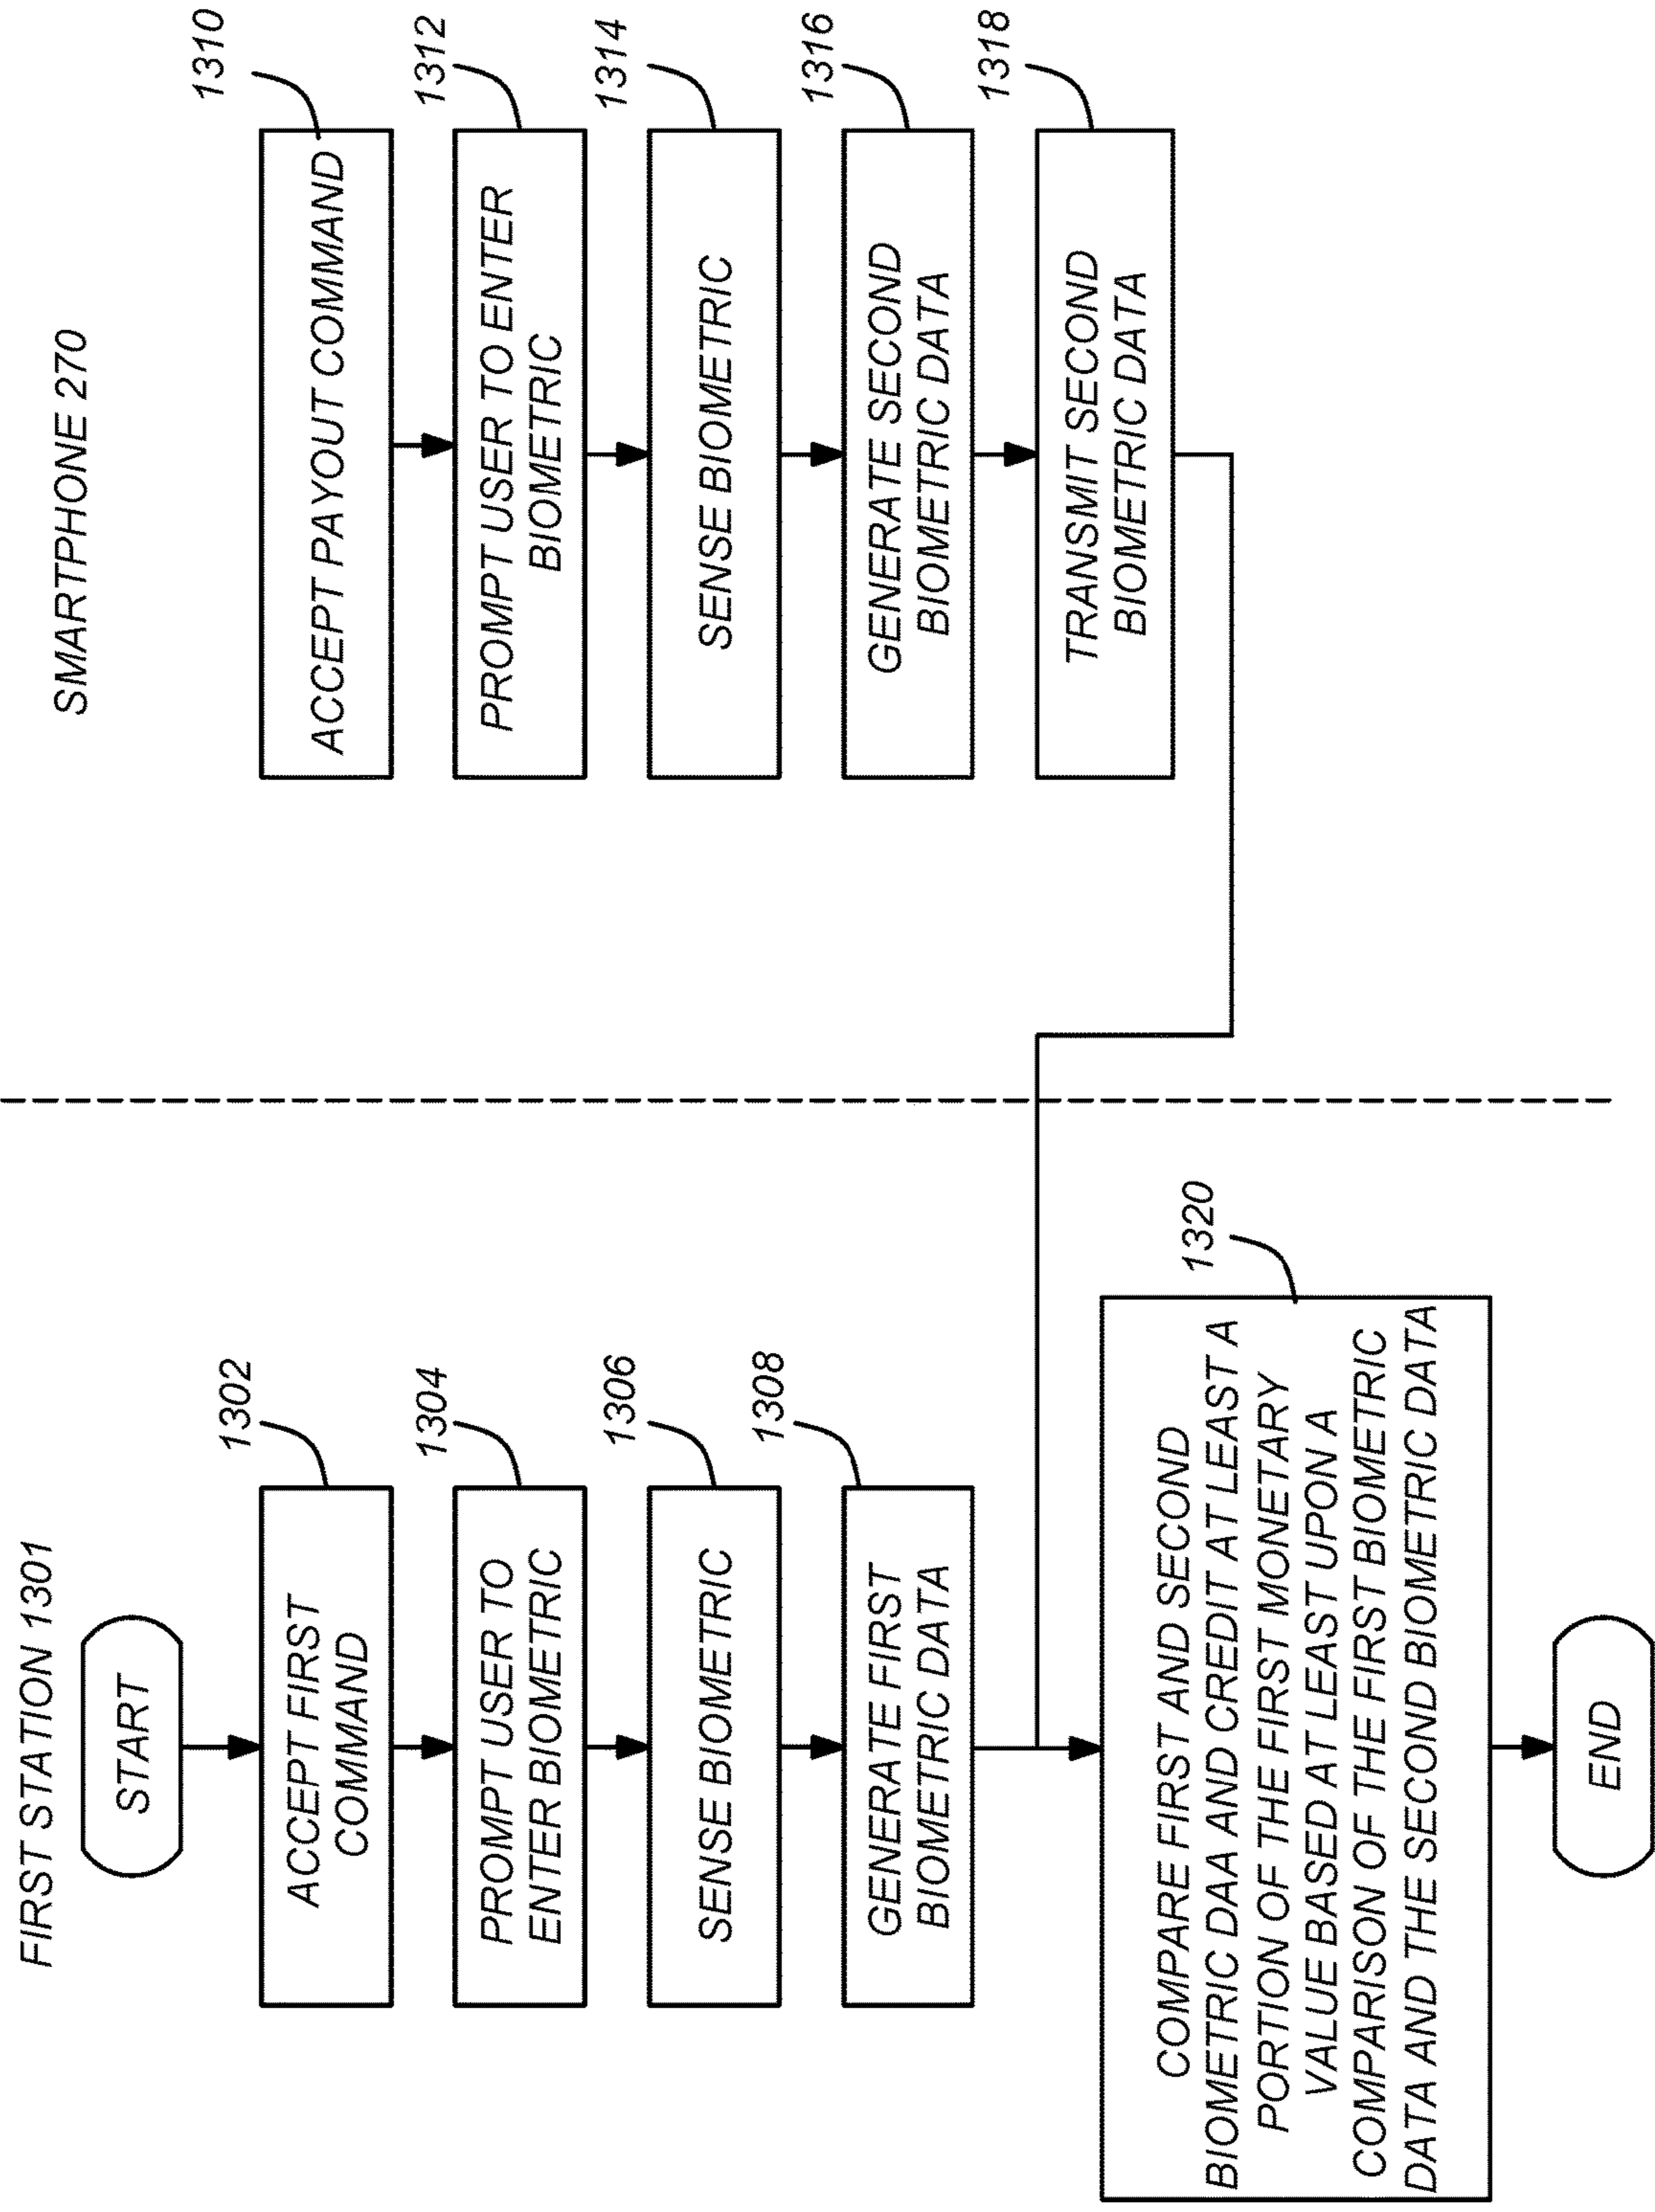 FIRST STATION 1301
START
1302
ACCEPT FIRST
COMMAND
1304
PROMPT USER TO
ENTER BIOMETRIC
1306
SENSE BIOMETRIC
1308
GENERATE FIRST
BIOMETRIC DATA
1320
COMPARE FIRST AND SECOND
BIOMETRIC DAA AND CREDIT AT LEAST A
PORTION OF THE FIRST MONETARY
VALUE BASED AT LEAST UPON A
COMPARISON OF THE FIRST BIOMETRIC
DATA AND THE SECOND BIOMETRIC DATA
END
SMARTPHONE 270
1310
ACCEPT PAYOUT COMMAND
1312
PROMPT USER TO ENTER
BIOMETRIC
1314
SENSE BIOMETRIC
1316
GENERATE SECOND
BIOMETRIC DATA
1318
TRANSMIT SECOND
BIOMETRIC DATA